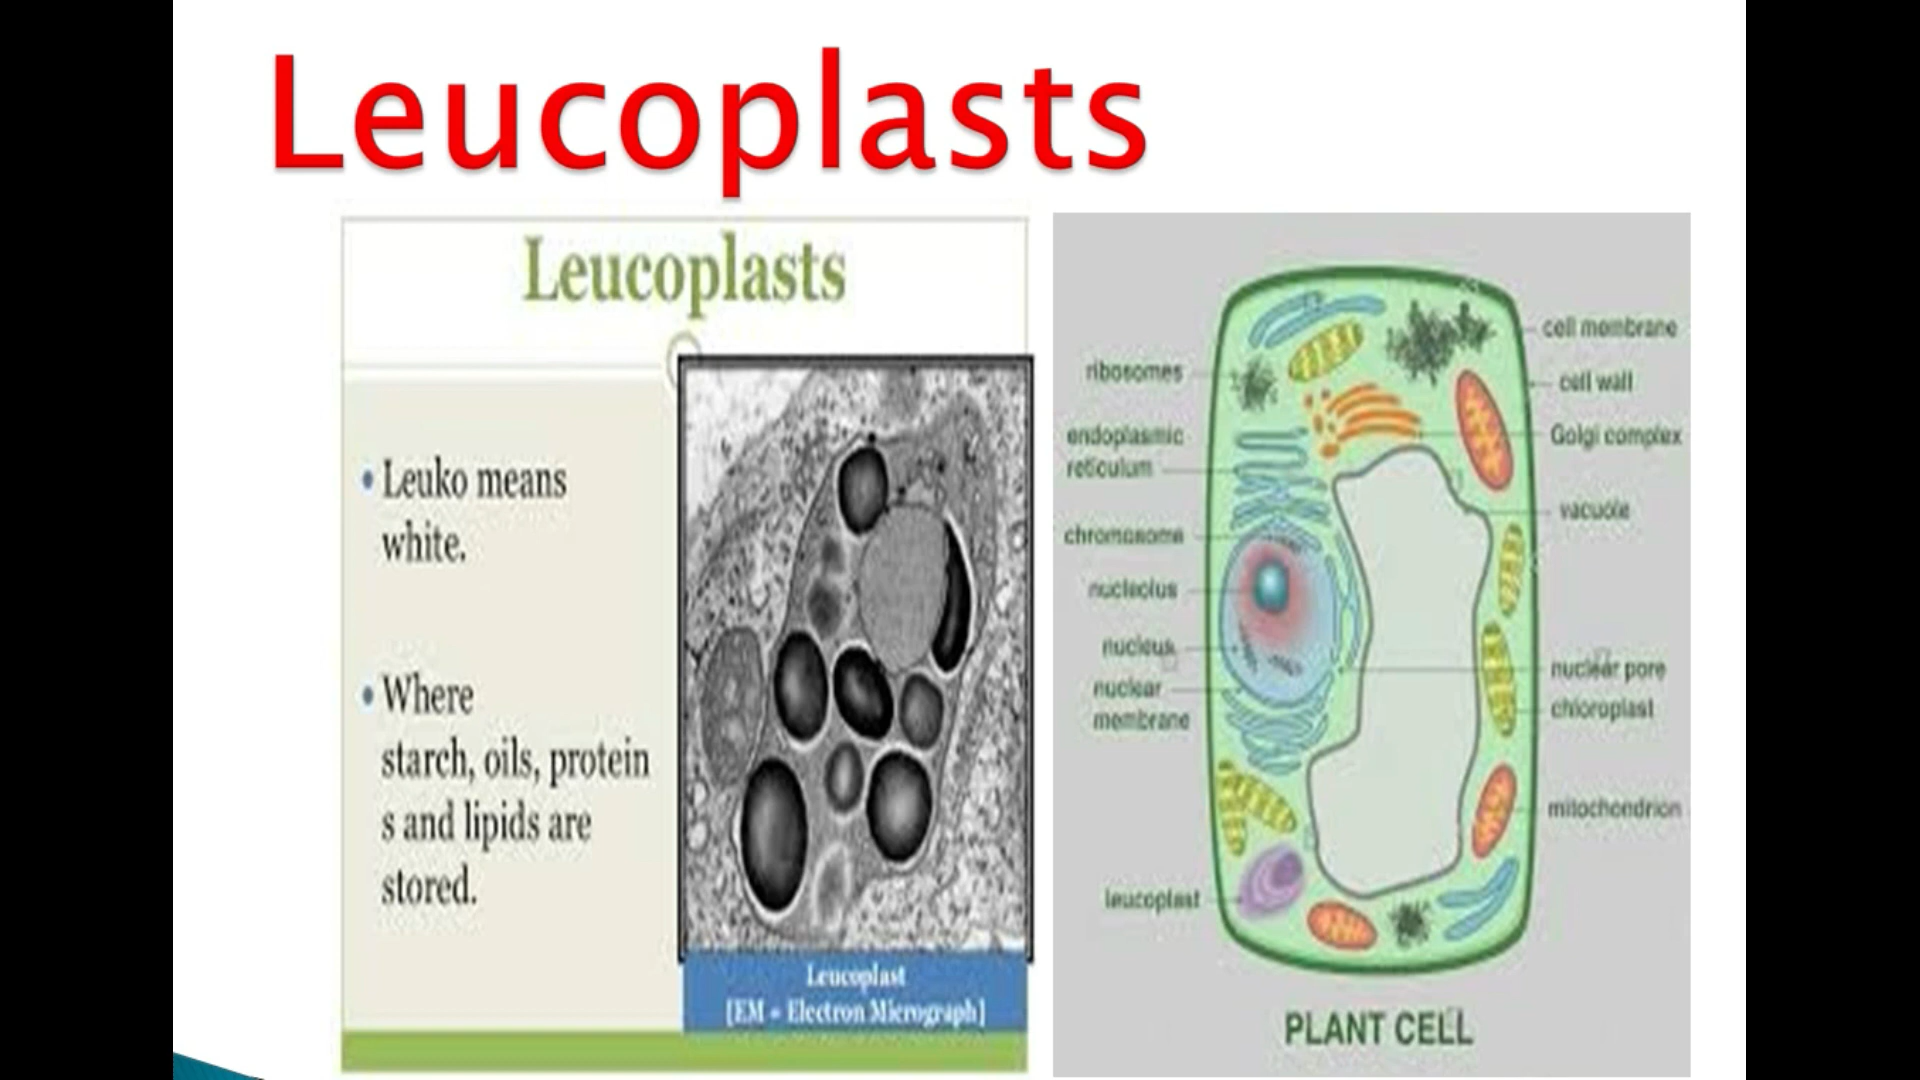 Leucoplasts
Leucoplasts
• Leuko means
white.
• Where
starch, oils, protein
s and lipids are
stored.
Leucoplast
[EM = Electron Micrograph]
ribosomes
endoplasmic
reticulum
chromosome
nucleolus
nucleus
nuclear
membrane
leucoplast
cell membrane
cell wall
Golgi complex
vacuole
nuclear pore
chloroplast
mitochondrion
PLANT CELL